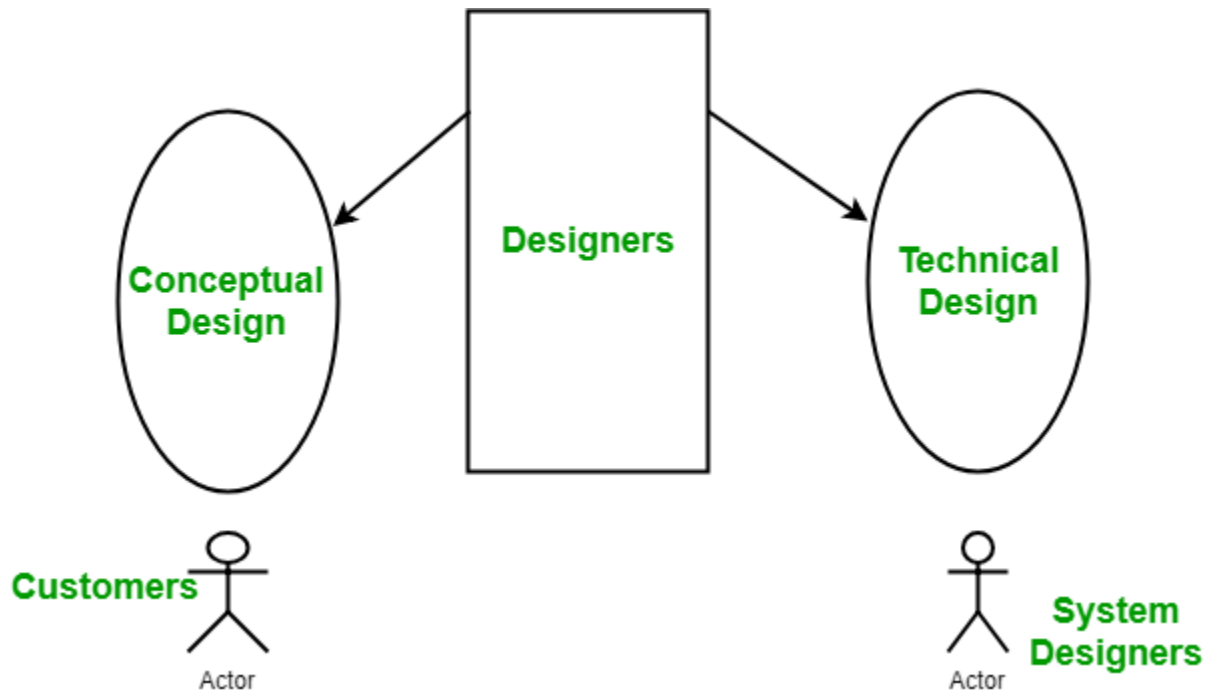 Designers
Conceptual
Design
Technical
Design
Customers
Actor
System
Designers
Actor